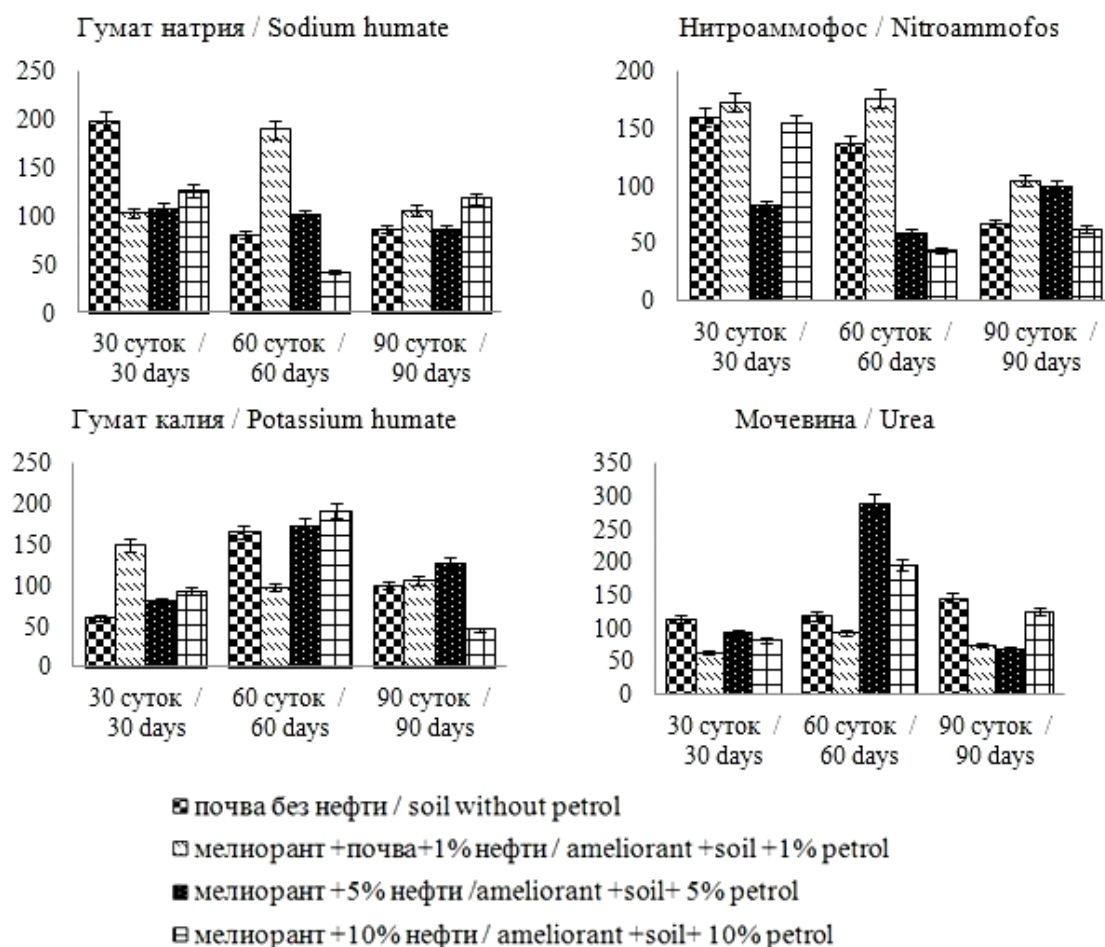 Гумат натрия / Sodium humate
250
200
150
100
50
0
30 суток /
30 days
60 суток /
60 days
90 суток /
90 days
Нитроаммофос / Nitroammofos
200
150
100
50
0
30 суток /
30 days
60 суток /
60 days
90 суток /
90 days
Гумат калия / Potassium humate
250
200
150
100
50
0
30 суток /
30 days
60 суток /
60 days
90 суток /
90 days
Мочевина / Urea
350
300
250
200
150
100
50
0
30 суток /
30 days
60 суток /
60 days
90 суток /
90 days
почва без нефти / soil without petrol
мелиорант +почва+1% нефти / ameliorant +soil +1% petrol
мелиорант +5% нефти /ameliorant +soil+ 5% petrol
мелиорант +10% нефти / ameliorant +soil+ 10% petrol